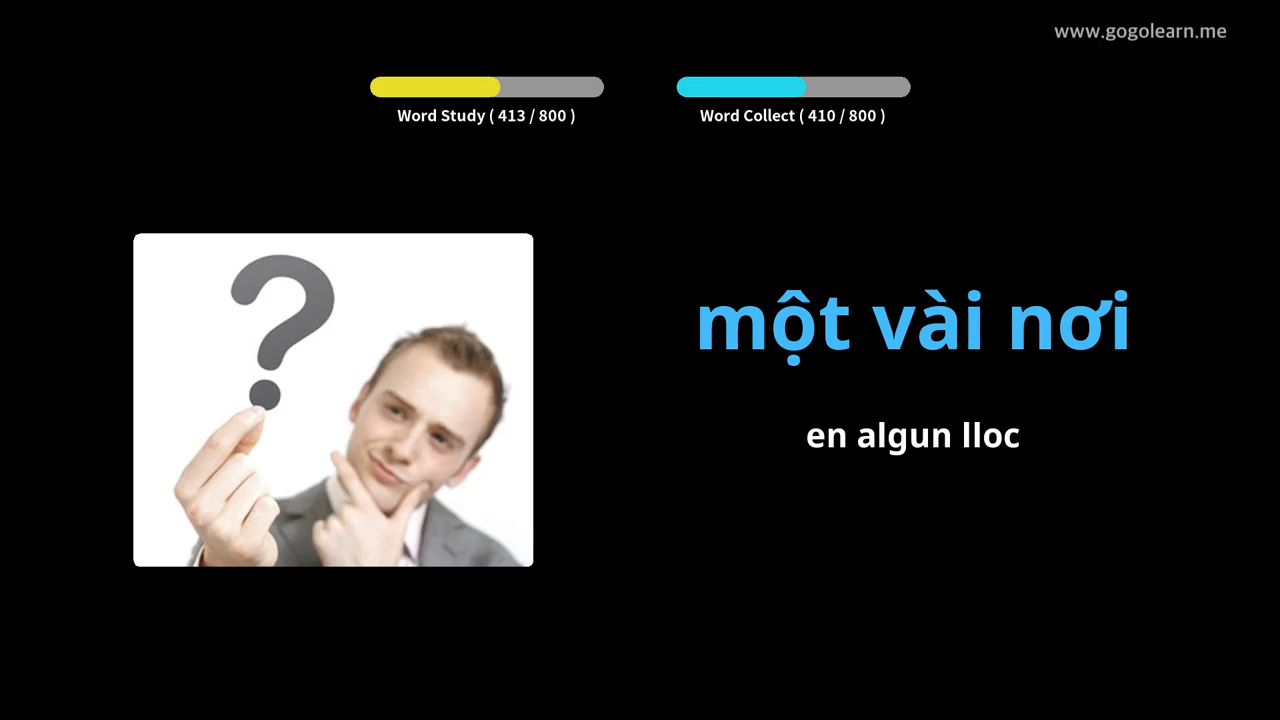 www.gogolearn.me
Word Study ( 413 / 800 )
Word Collect ( 410 / 800 )
?
một vài nơi
en algun lloc